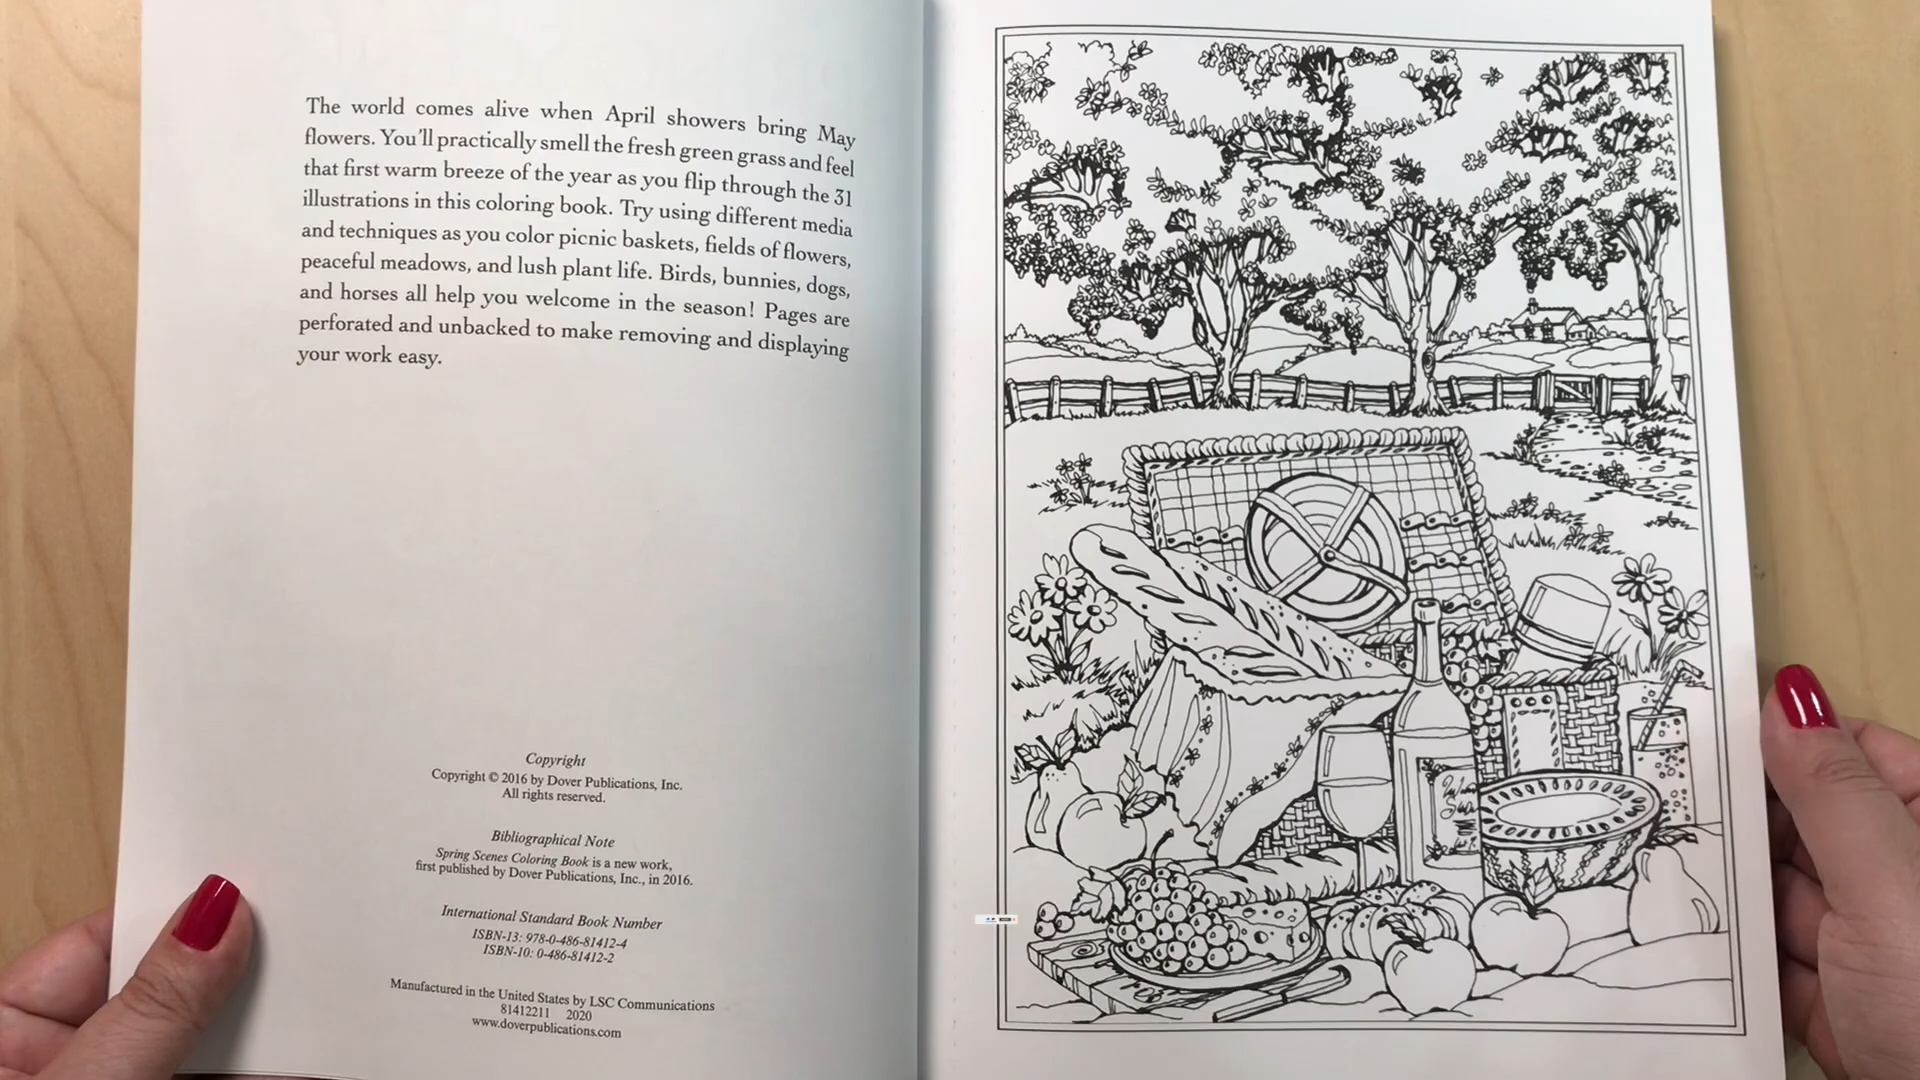 The world comes alive when April showers bring May
flowers. You'll practically smell the fresh green grass and feel
that first warm breeze of the year as you flip through the 31
illustrations in this coloring book. Try using different media
and techniques as you color picnic baskets, fields of flowers,
peaceful meadows, and lush plant life. Birds, bunnies, dogs,
and horses all help you welcome in the season! Pages are
perforated and unbacked to make removing and displaying
your work easy.
Copyright
Copyright © 2016 by Dover Publications, Inc.
All rights reserved.
Bibliographical Note
Spring Scenes Coloring Book is a new work,
first published by Dover Publications, Inc., in 2016.
International Standard Book Number
ISBN-13: 978-0-486-81412-4
ISBN-10: 0-486-81412-2
Manufactured in the United States by LSC Communications
81412211 2020
www.doverpublications.com